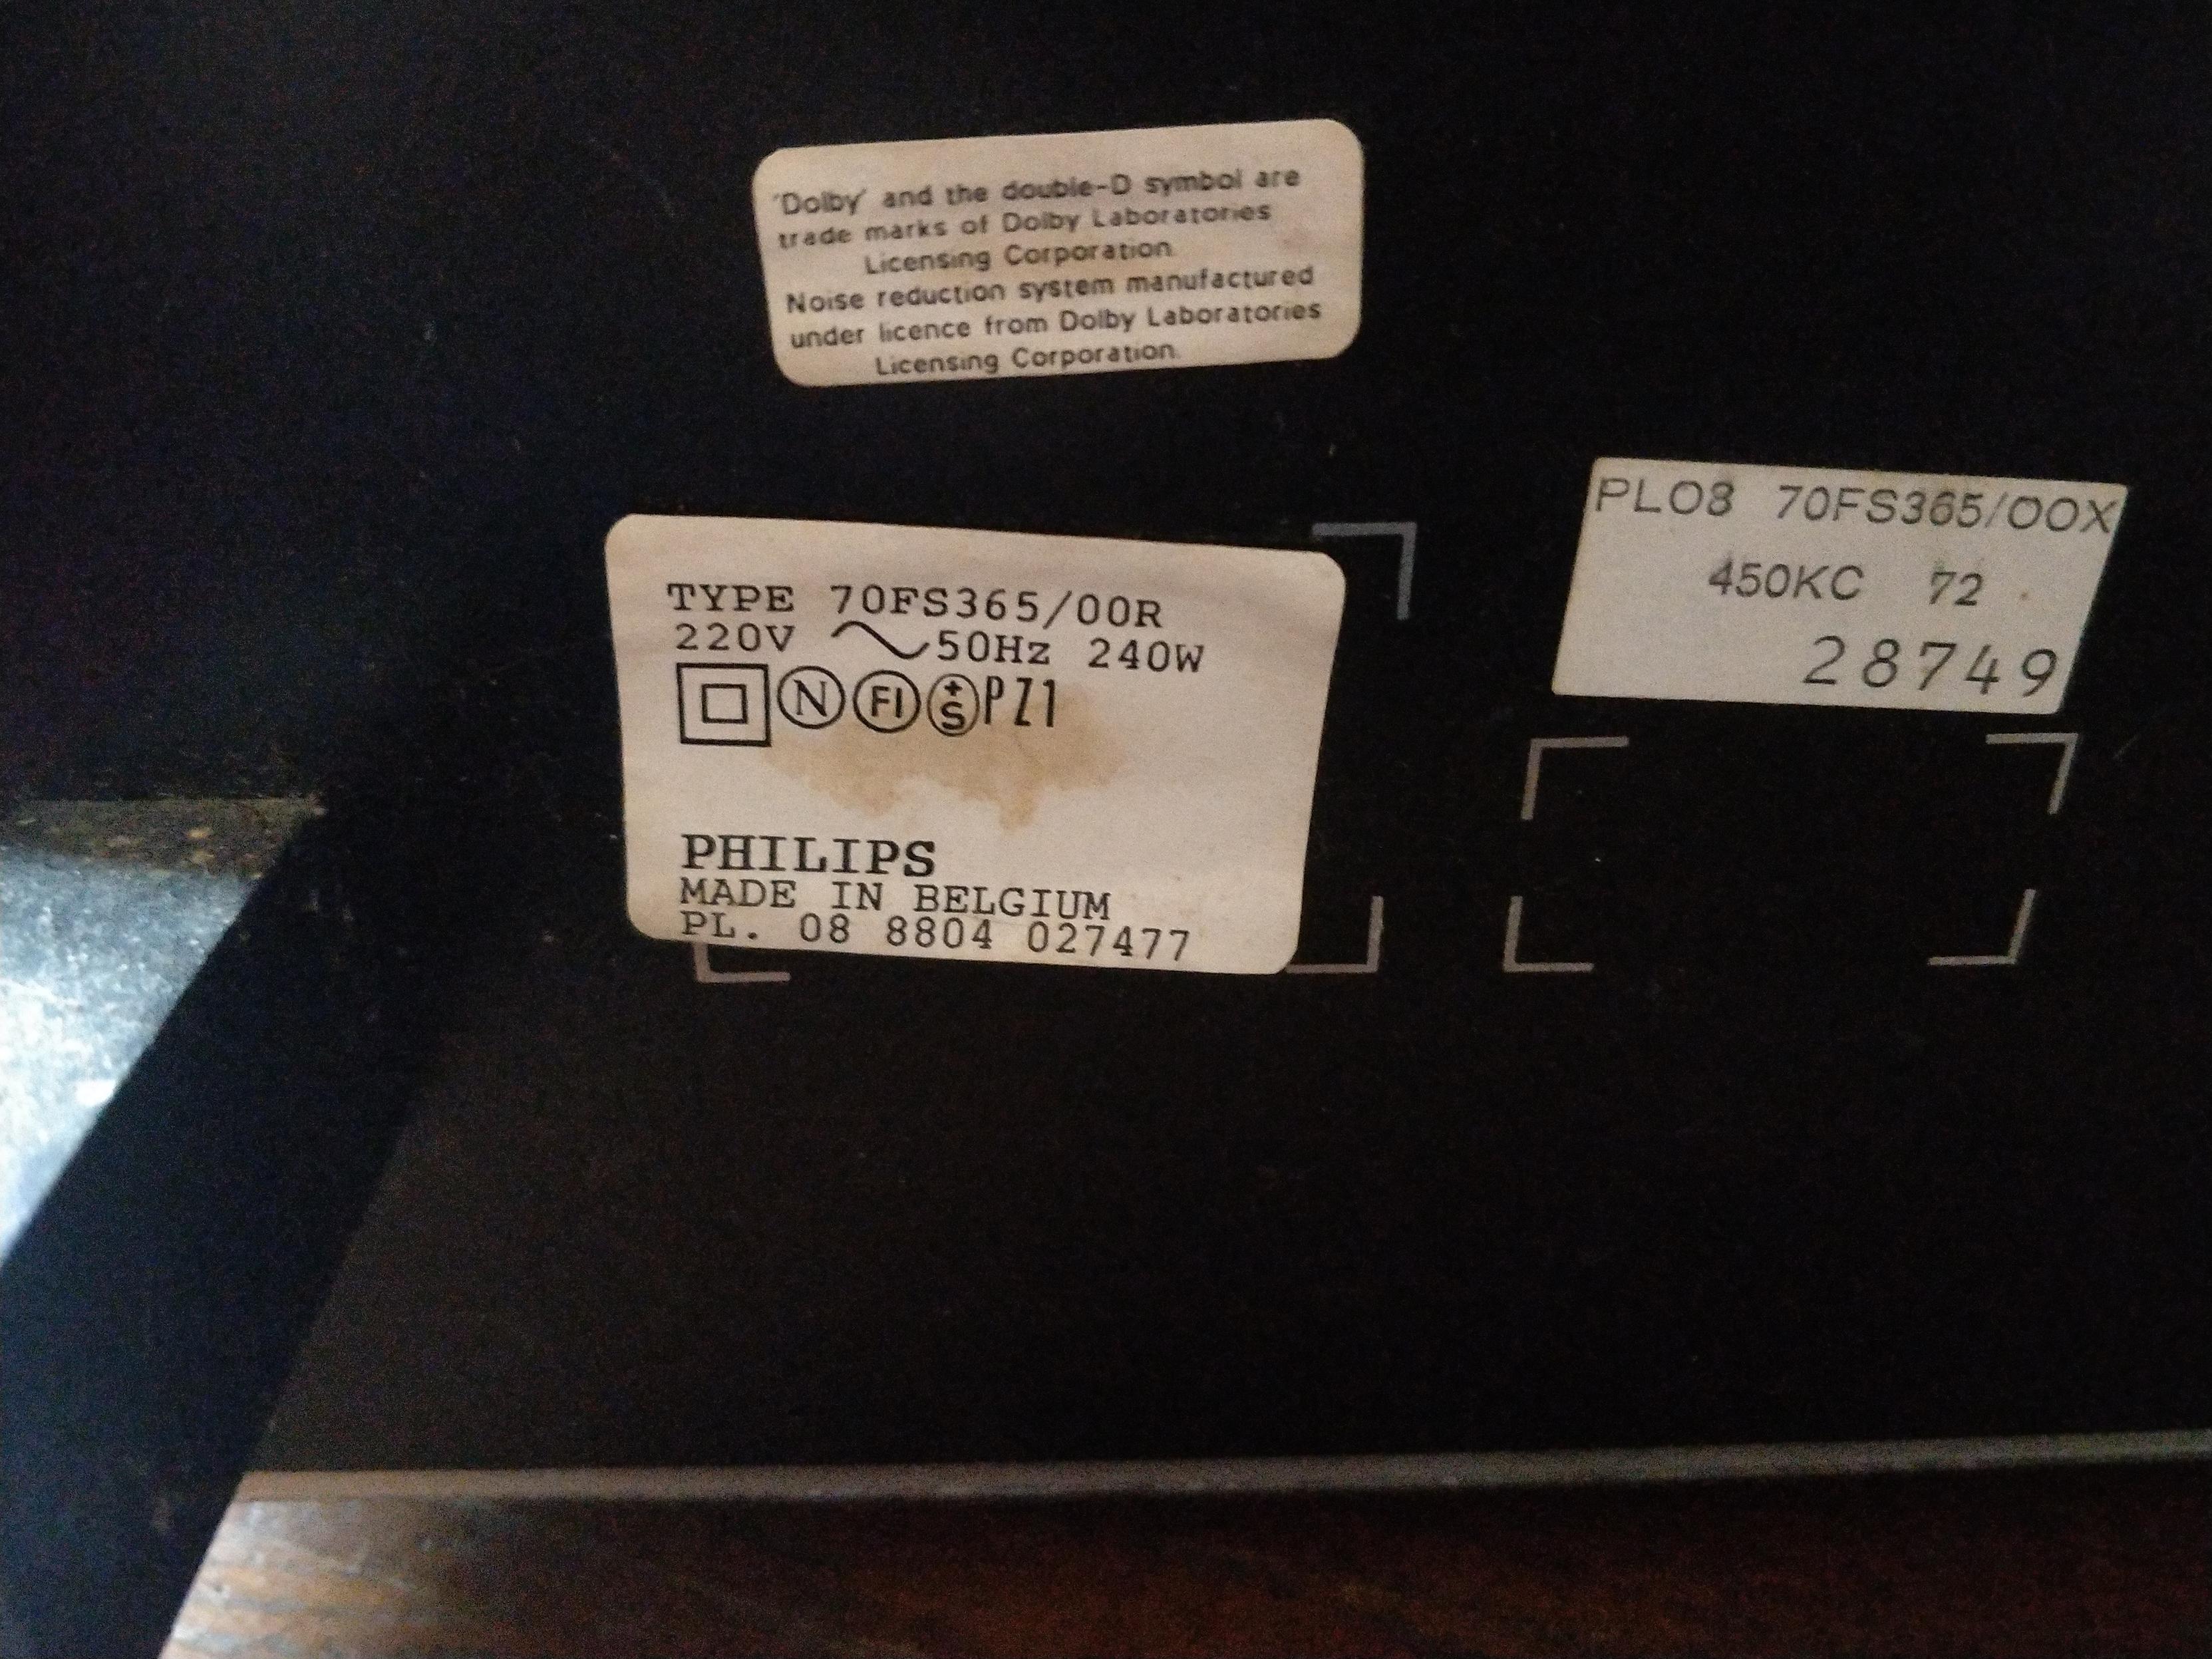 'Dolby' and the double-D symbol are
trade marks of Dolby Laboratories
Licensing Corporation.
Noise reduction system manufactured
under licence from Dolby Laboratories
Licensing Corporation.
TYPE 70FS365/00R
220V ~ 50Hz 240W
N FI +S PZ1
PHILIPS
MADE IN BELGIUM
PL. 08 8804 027477
PL08 70FS365/00X
450KC 72
28749